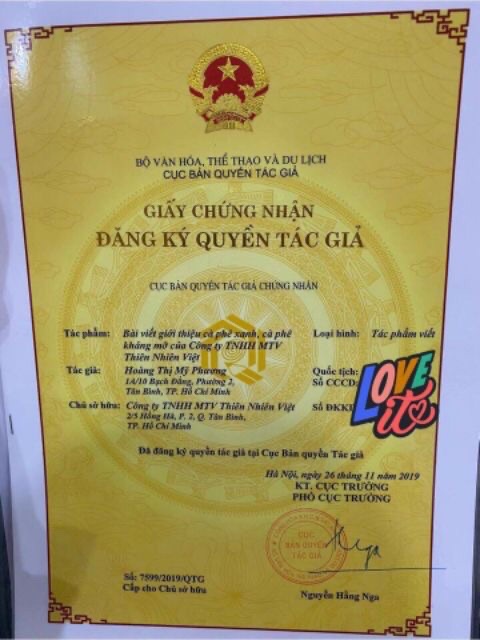 BỘ VĂN HÓA, THỂ THAO VÀ DU LỊCH
CỤC BẢN QUYỀN TÁC GIẢ
GIẤY CHỨNG NHẬN
ĐĂNG KÝ QUYỀN TÁC GIẢ
CỤC BẢN QUYỀN TÁC GIẢ CHỨNG NHẬN
Tác phẩm: Bài viết giới thiệu cà phê xanh, cà phê Loại hình: Tác phẩm viết
kháng mỡ của Công ty TNHH MTV
Thiên Nhiên Việt
Tác giả: Hoàng Thị Mỹ Phương Quốc tịch:
1A/10 Bạch Đằng, Phường 2, Số CCCD:
Tân Bình, TP. Hồ Chí Minh
Chủ sở hữu: Công ty TNHH MTV Thiên Nhiên Việt Số ĐKKD
2/5 Hồng Hà, P. 2, Q. Tân Bình,
TP. Hồ Chí Minh
LOVE
it
Đã đăng ký quyền tác giả tại Cục Bản quyền Tác giả
Hà Nội, ngày 26 tháng 11 năm 2019
KT. CỤC TRƯỞNG
PHÓ CỤC TRƯỞNG
CỤC
BẢN QUYỀN
TÁC GIẢ
Số: 7599/2019/QTG
Cấp cho Chủ sở hữu
Nguyễn Hằng Nga